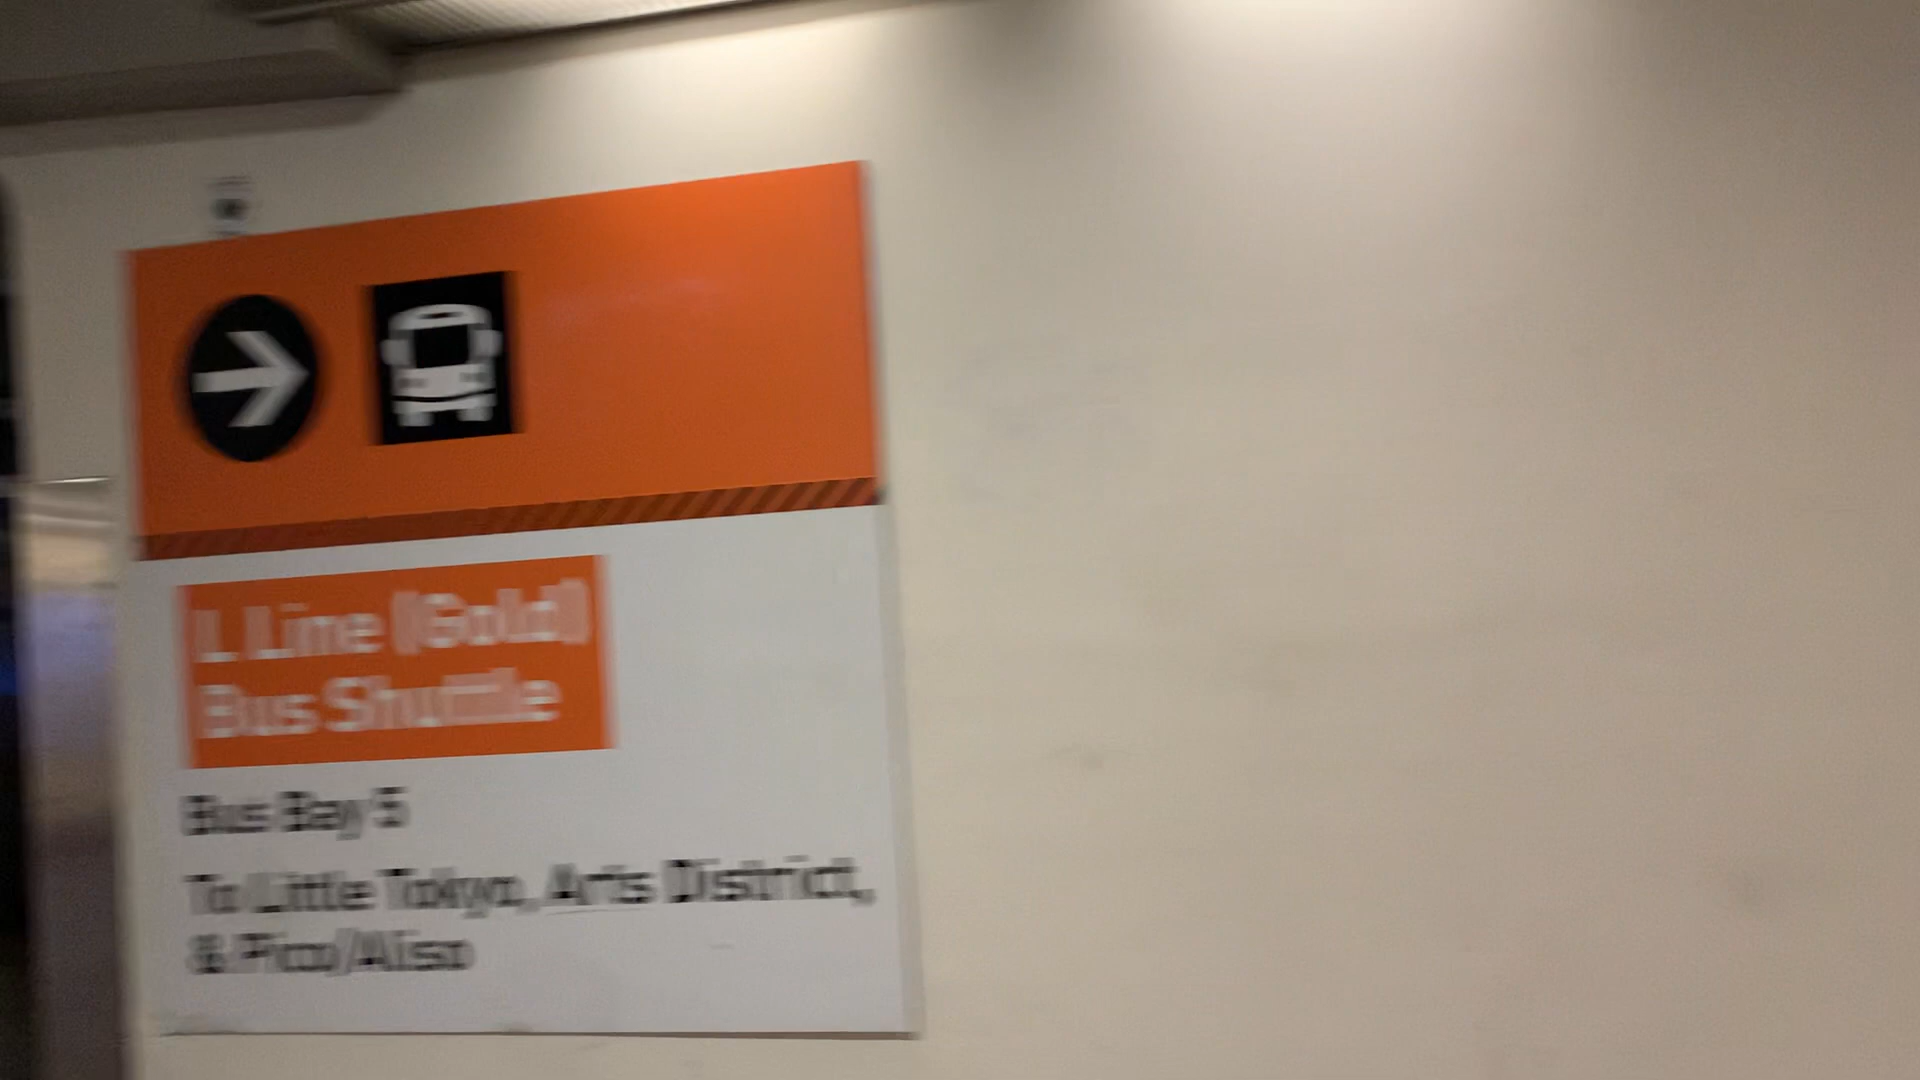 L Line (Gold)
Bus Shuttle
Bus Bay 5
To Little Tokyo, Arts District,
& Pico/Aliso